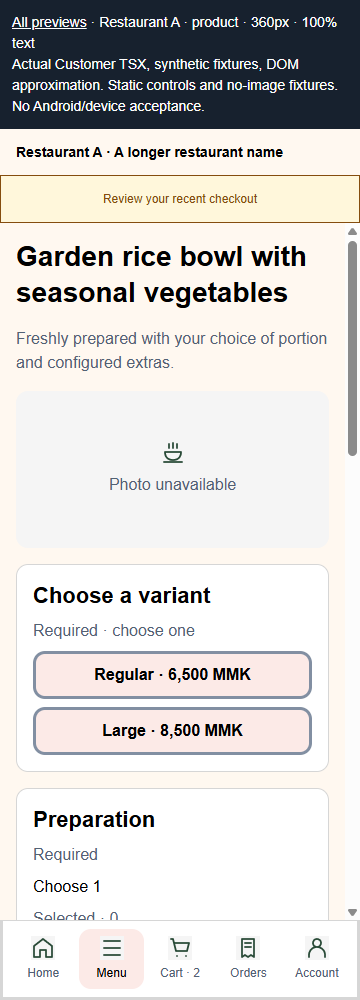 All previews · Restaurant A · product · 360px · 100%
text
Actual Customer TSX, synthetic fixtures, DOM
approximation. Static controls and no-image fixtures.
No Android/device acceptance.
Restaurant A · A longer restaurant name
Review your recent checkout
Garden rice bowl with
seasonal vegetables
Freshly prepared with your choice of portion
and configured extras.
Photo unavailable
Choose a variant
Required · choose one
Regular · 6,500 MMK
Large · 8,500 MMK
Preparation
Required
Choose 1
Selected · 0
Home
Menu
Cart · 2
Orders
Account